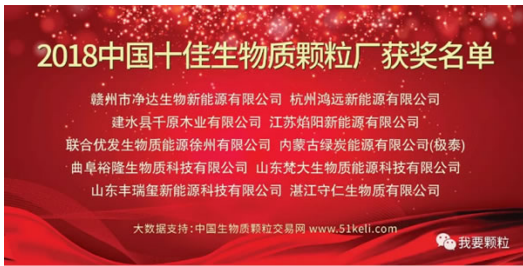 2018中国十佳生物质颗粒厂获奖名单
赣州市净达生物新能源有限公司 杭州鸿远新能源有限公司
建水县千原木业有限公司 江苏焰阳新能源有限公司
联合优发生物质能源徐州有限公司 内蒙古绿炭能源有限公司(极泰)
曲阜裕隆生物质科技有限公司 山东梵大生物质能源科技有限公司
山东丰瑞玺新能源科技有限公司 湛江守仁生物质有限公司
大数据支持: 中国生物质颗粒交易网 www.51keli.com
我要颗粒